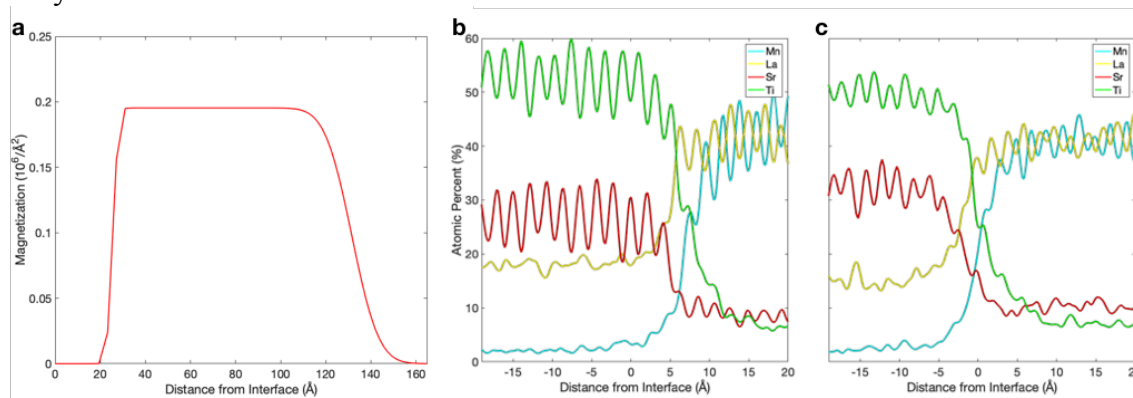 a
0.25
0.2
0.15
0.1
0.05
0
Magnetization (10⁶/Å²)
0 20 40 60 80 100 120 140 160
Distance from Interface (Å)
b
60
50
40
30
20
10
0
Atomic Percent (%)
Mn
La
Sr
Ti
-15 -10 -5 0 5 10 15 20
Distance from Interface (Å)
c
Mn
La
Sr
Ti
-15 -10 -5 0 5 10 15 20
Distance from Interface (Å)